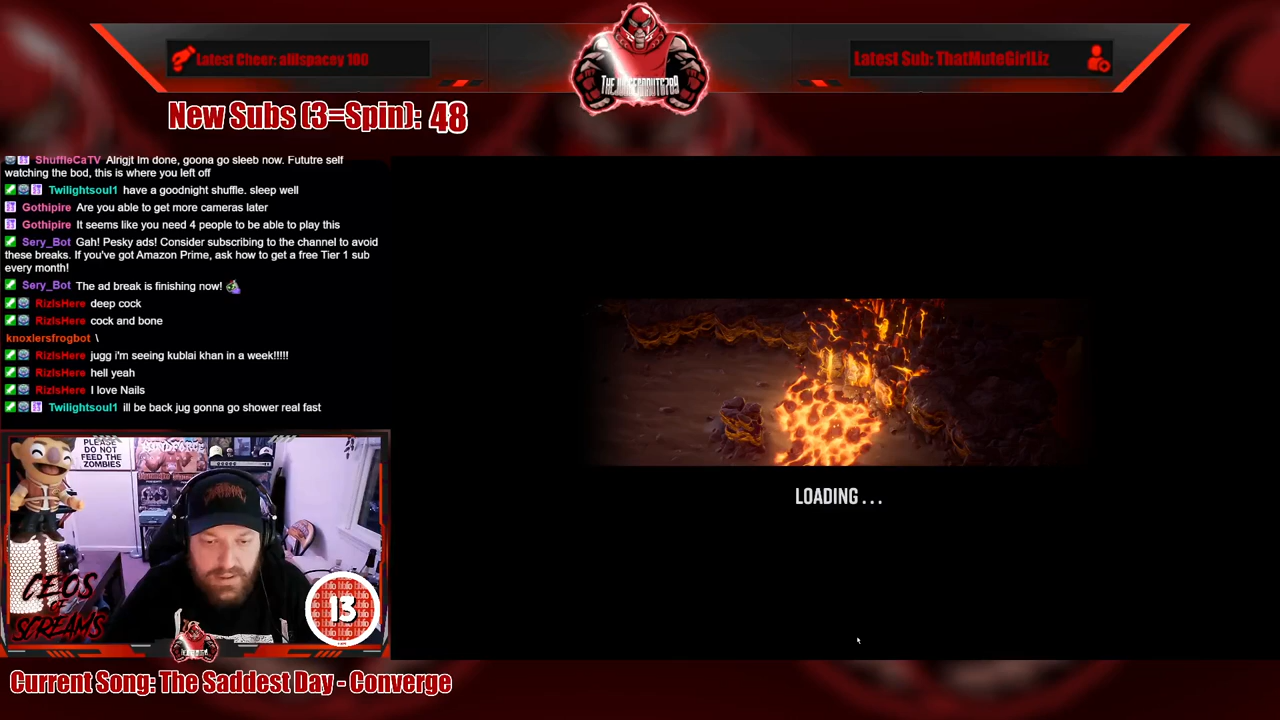 Latest Cheer: allispacey 100
Latest Sub: ThatMuteGirlLiz
New Subs (3=Spin): 48
ShuffleCaTV Alrigjt Im done, goona go sleeb now. Fututre self
watching the bod, this is where you left off
Twilightsoul1 have a goodnight shuffle. sleep well
Gothipire Are you able to get more cameras later
Gothipire It seems like you need 4 people to be able to play this
Sery_Bot Gah! Pesky ads! Consider subscribing to the channel to avoid
these breaks. If you've got Amazon Prime, ask how to get a free Tier 1 sub
every month!
Sery_Bot The ad break is finishing now!
RizIsHere deep cock
RizIsHere cock and bone
knoxlersfrogbot \
RizIsHere jugg i'm seeing kublai khan in a week!!!!!
RizIsHere hell yeah
RizIsHere I love Nails
Twilightsoul1 ill be back jug gonna go shower real fast
PLEASE
DO NOT
FEED THE
ZOMBIES
CEOS
OF
SCREAMS
13
LOADING . . .
Current Song: The Saddest Day - Converge